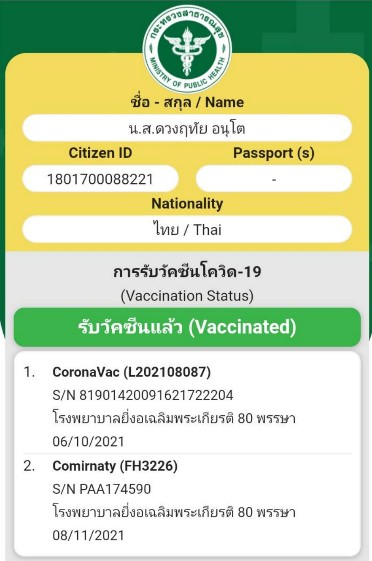 กระทรวงสาธารณสุข
MINISTRY OF PUBLIC HEALTH
ชื่อ - สกุล / Name
น.ส.ดวงฤทัย อนุโต
Citizen ID Passport (s)
1801700088221 -
Nationality
ไทย / Thai
การรับวัคซีนโควิด-19
(Vaccination Status)
รับวัคซีนแล้ว (Vaccinated)
1. CoronaVac (L202108087)
S/N 81901420091621722204
โรงพยาบาลยี่งอเฉลิมพระเกียรติ 80 พรรษา
06/10/2021
2. Comirnaty (FH3226)
S/N PAA174590
โรงพยาบาลยี่งอเฉลิมพระเกียรติ 80 พรรษา
08/11/2021